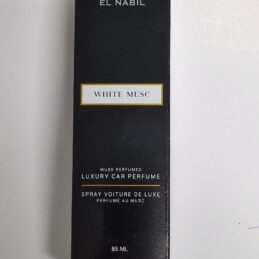 EL NABIL
WHITE MUSC
MUSK PERFUMED
LUXURY CAR PERFUME
SPRAY VOITURE DE LUXE
PARFUMÉ AU MUSC
85 ML